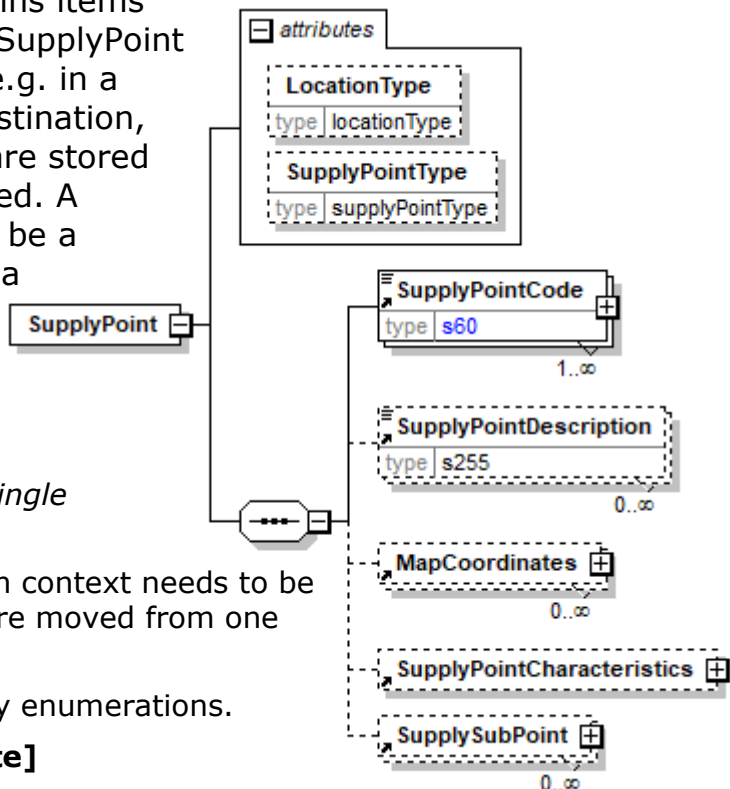 ins items
SupplyPoint
e.g. in a
stination,
are stored
ed. A
be a
a
attributes
LocationType
type locationType
SupplyPointType
type supplyPointType
SupplyPoint
SupplyPointCode
type s60
1..∞
SupplyPointDescription
type s255
0..∞
ingle
MapCoordinates
0..∞
n context needs to be
re moved from one
SupplyPointCharacteristics
y enumerations.
SupplySubPoint
te]
0..∞